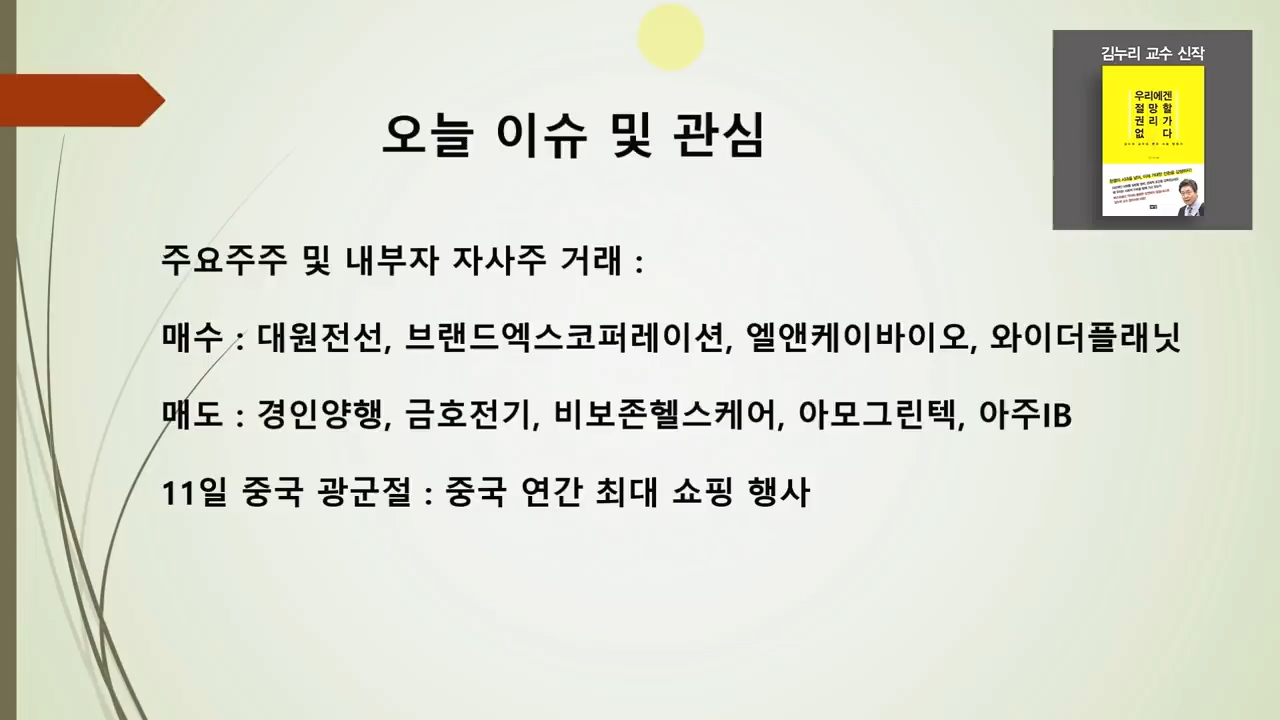 오늘 이슈 및 관심
김누리 교수 신작
우리에겐
절망할
권리가
없다
주요주주 및 내부자 자사주 거래 :
매수 : 대원전선, 브랜드엑스코퍼레이션, 엘앤케이바이오, 와이더플래닛
매도 : 경인양행, 금호전기, 비보존헬스케어, 아모그린텍, 아주IB
11일 중국 광군절 : 중국 연간 최대 쇼핑 행사